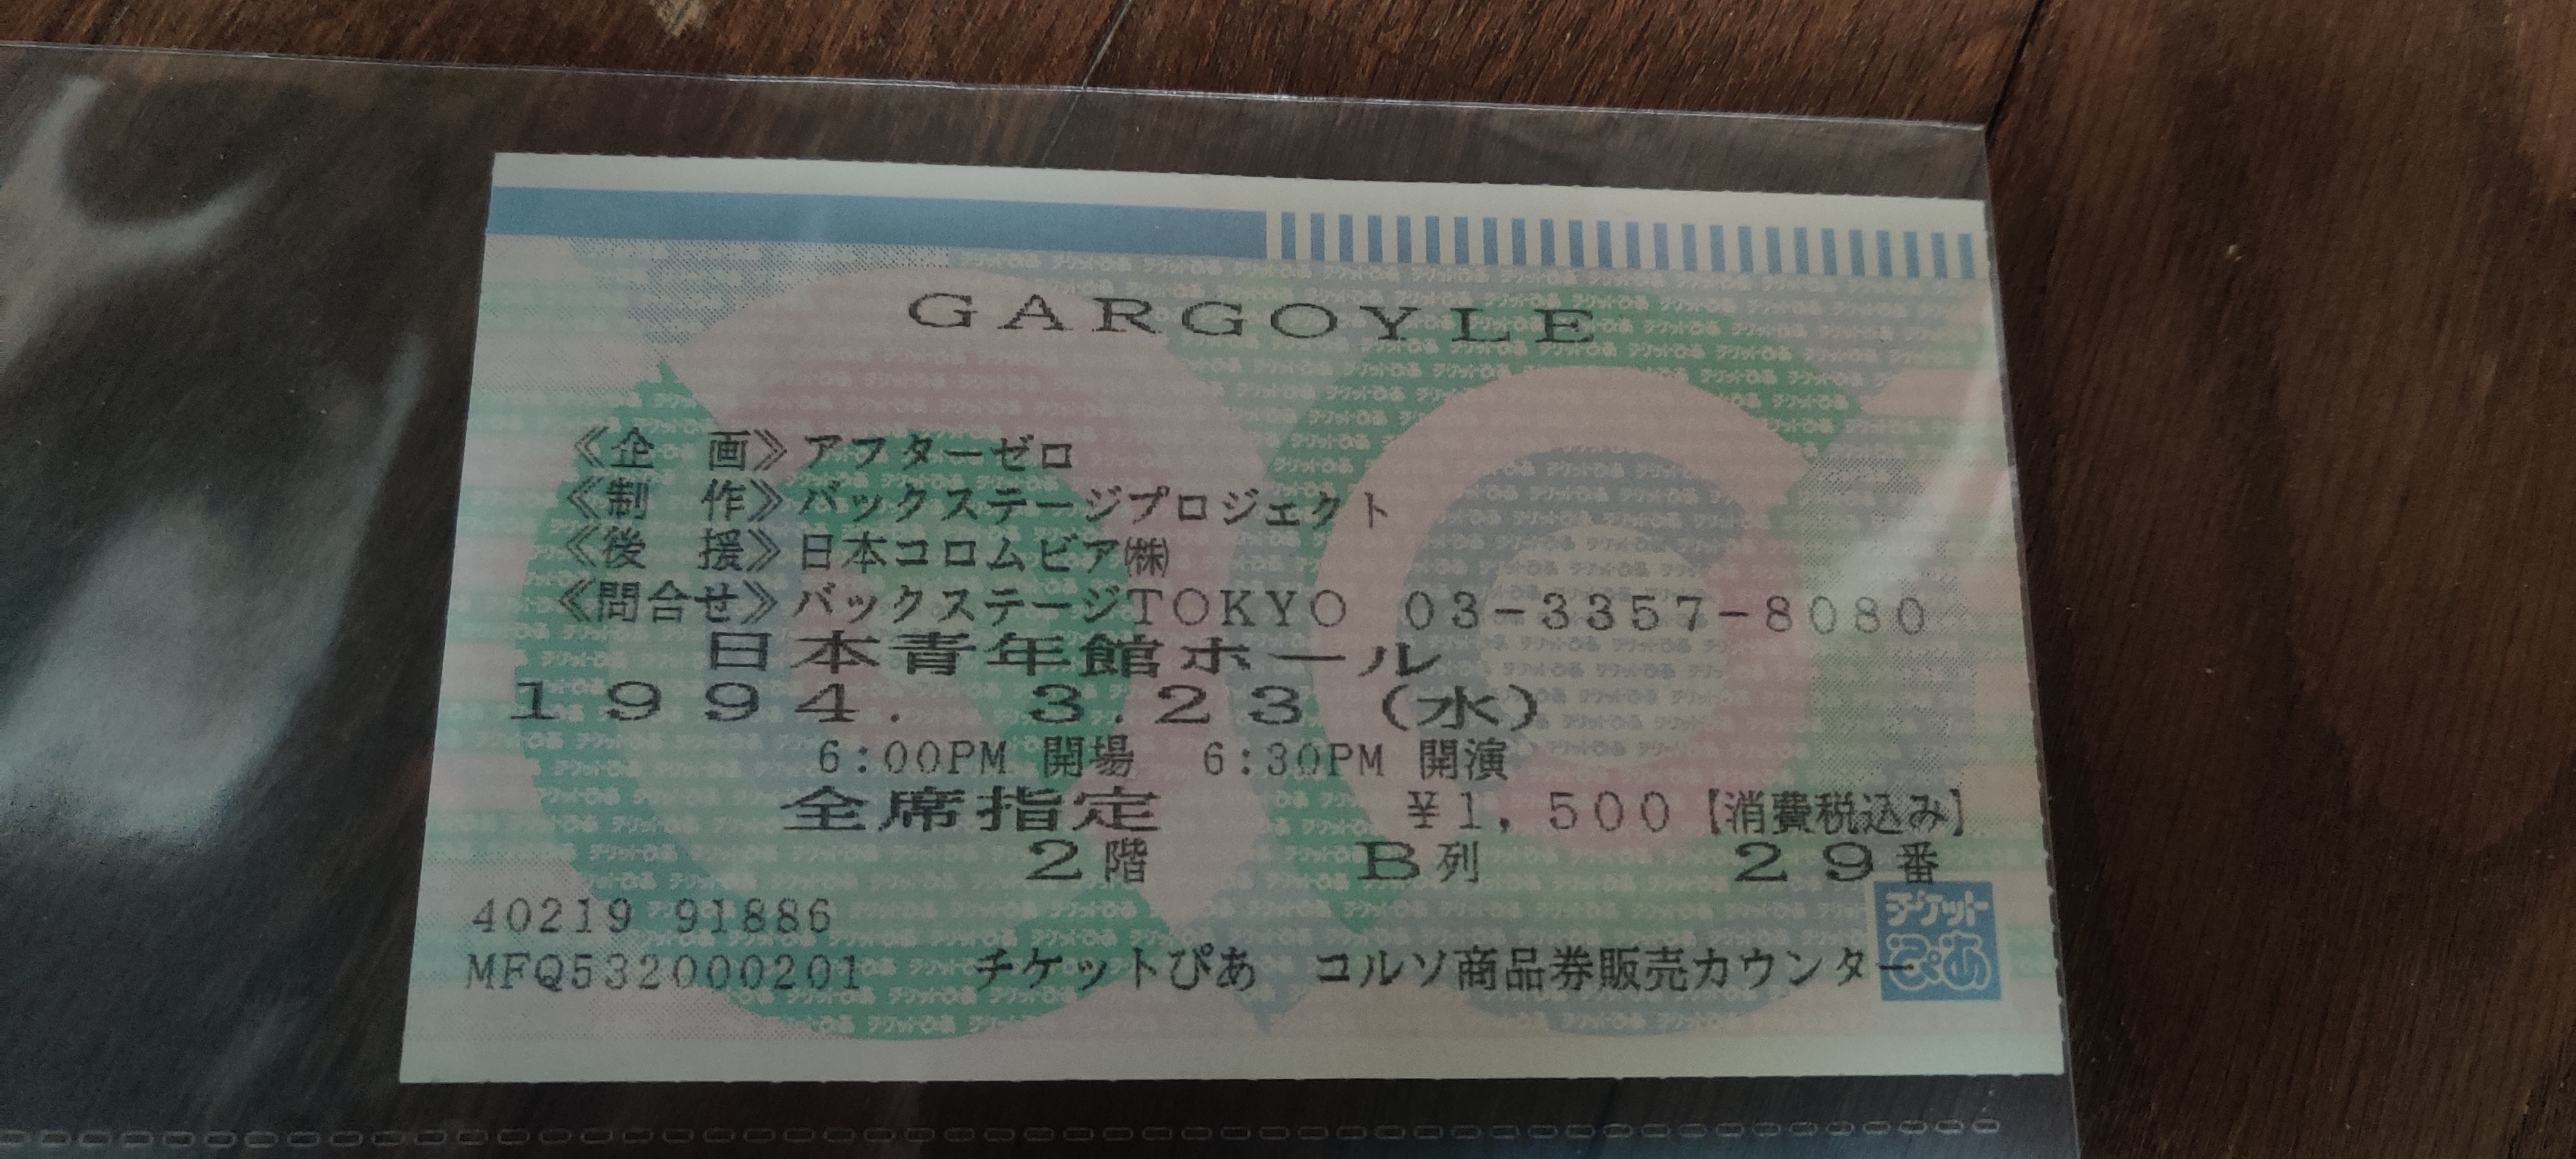 GARGOYLE
《企　画》アフターゼロ
《制　作》バックステージプロジェクト
《後　援》日本コロムビア㈱
《問合せ》バックステージTOKYO 03-3357-8080
日本青年館ホール
1994. 3.23 (水)
6:00PM 開場 6:30PM 開演
全席指定 ¥1,500【消費税込み】
2階 B列 29番
40219 91886
MFQ532000201 チケットぴあ コルソ商品券販売カウンター
チケット
ぴあ